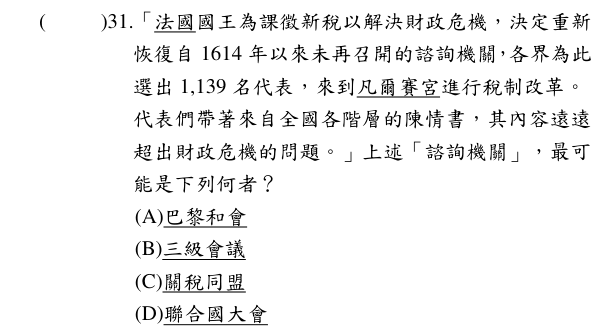 (　　)31.「法國國王為課徵新稅以解決財政危機，決定重新
恢復自 1614 年以來未再召開的諮詢機關，各界為此
選出 1,139 名代表，來到凡爾賽宮進行稅制改革。
代表們帶著來自全國各階層的陳情書，其內容遠遠
超出財政危機的問題。」上述「諮詢機關」，最可
能是下列何者？
(A)巴黎和會
(B)三級會議
(C)關稅同盟
(D)聯合國大會